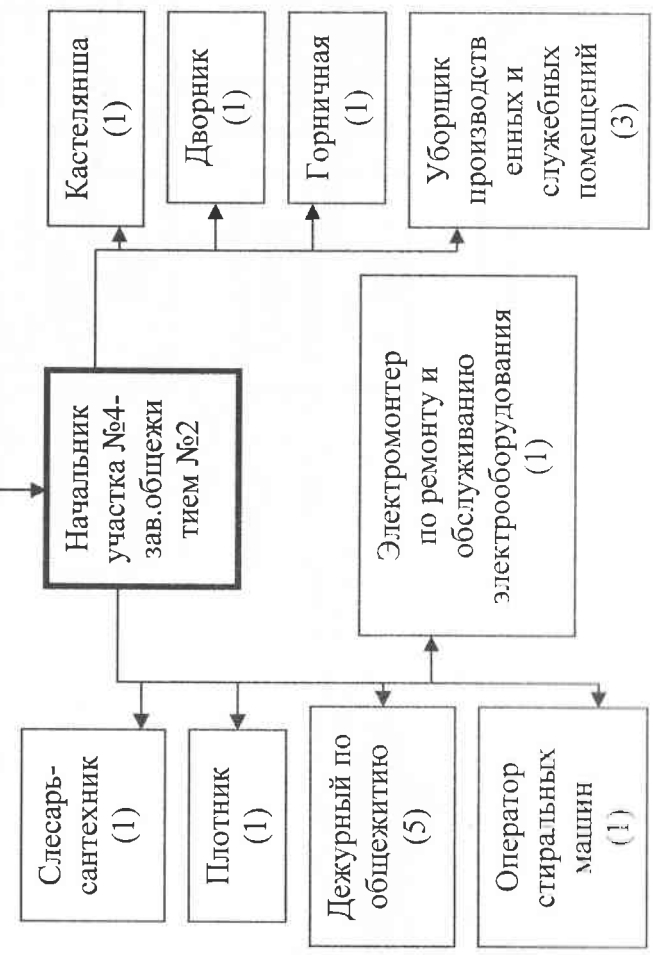 Начальник
участка №4-
зав.общежи
тием №2
Слесарь-
сантехник
(1)
Плотник
(1)
Дежурный по
общежитию
(5)
Оператор
стиральных
машин
(1)
Электромонтер
по ремонту и
обслуживанию
электрооборудования
(1)
Кастелянша
(1)
Дворник
(1)
Горничная
(1)
Уборщик
производств
енных и
служебных
помещений
(3)